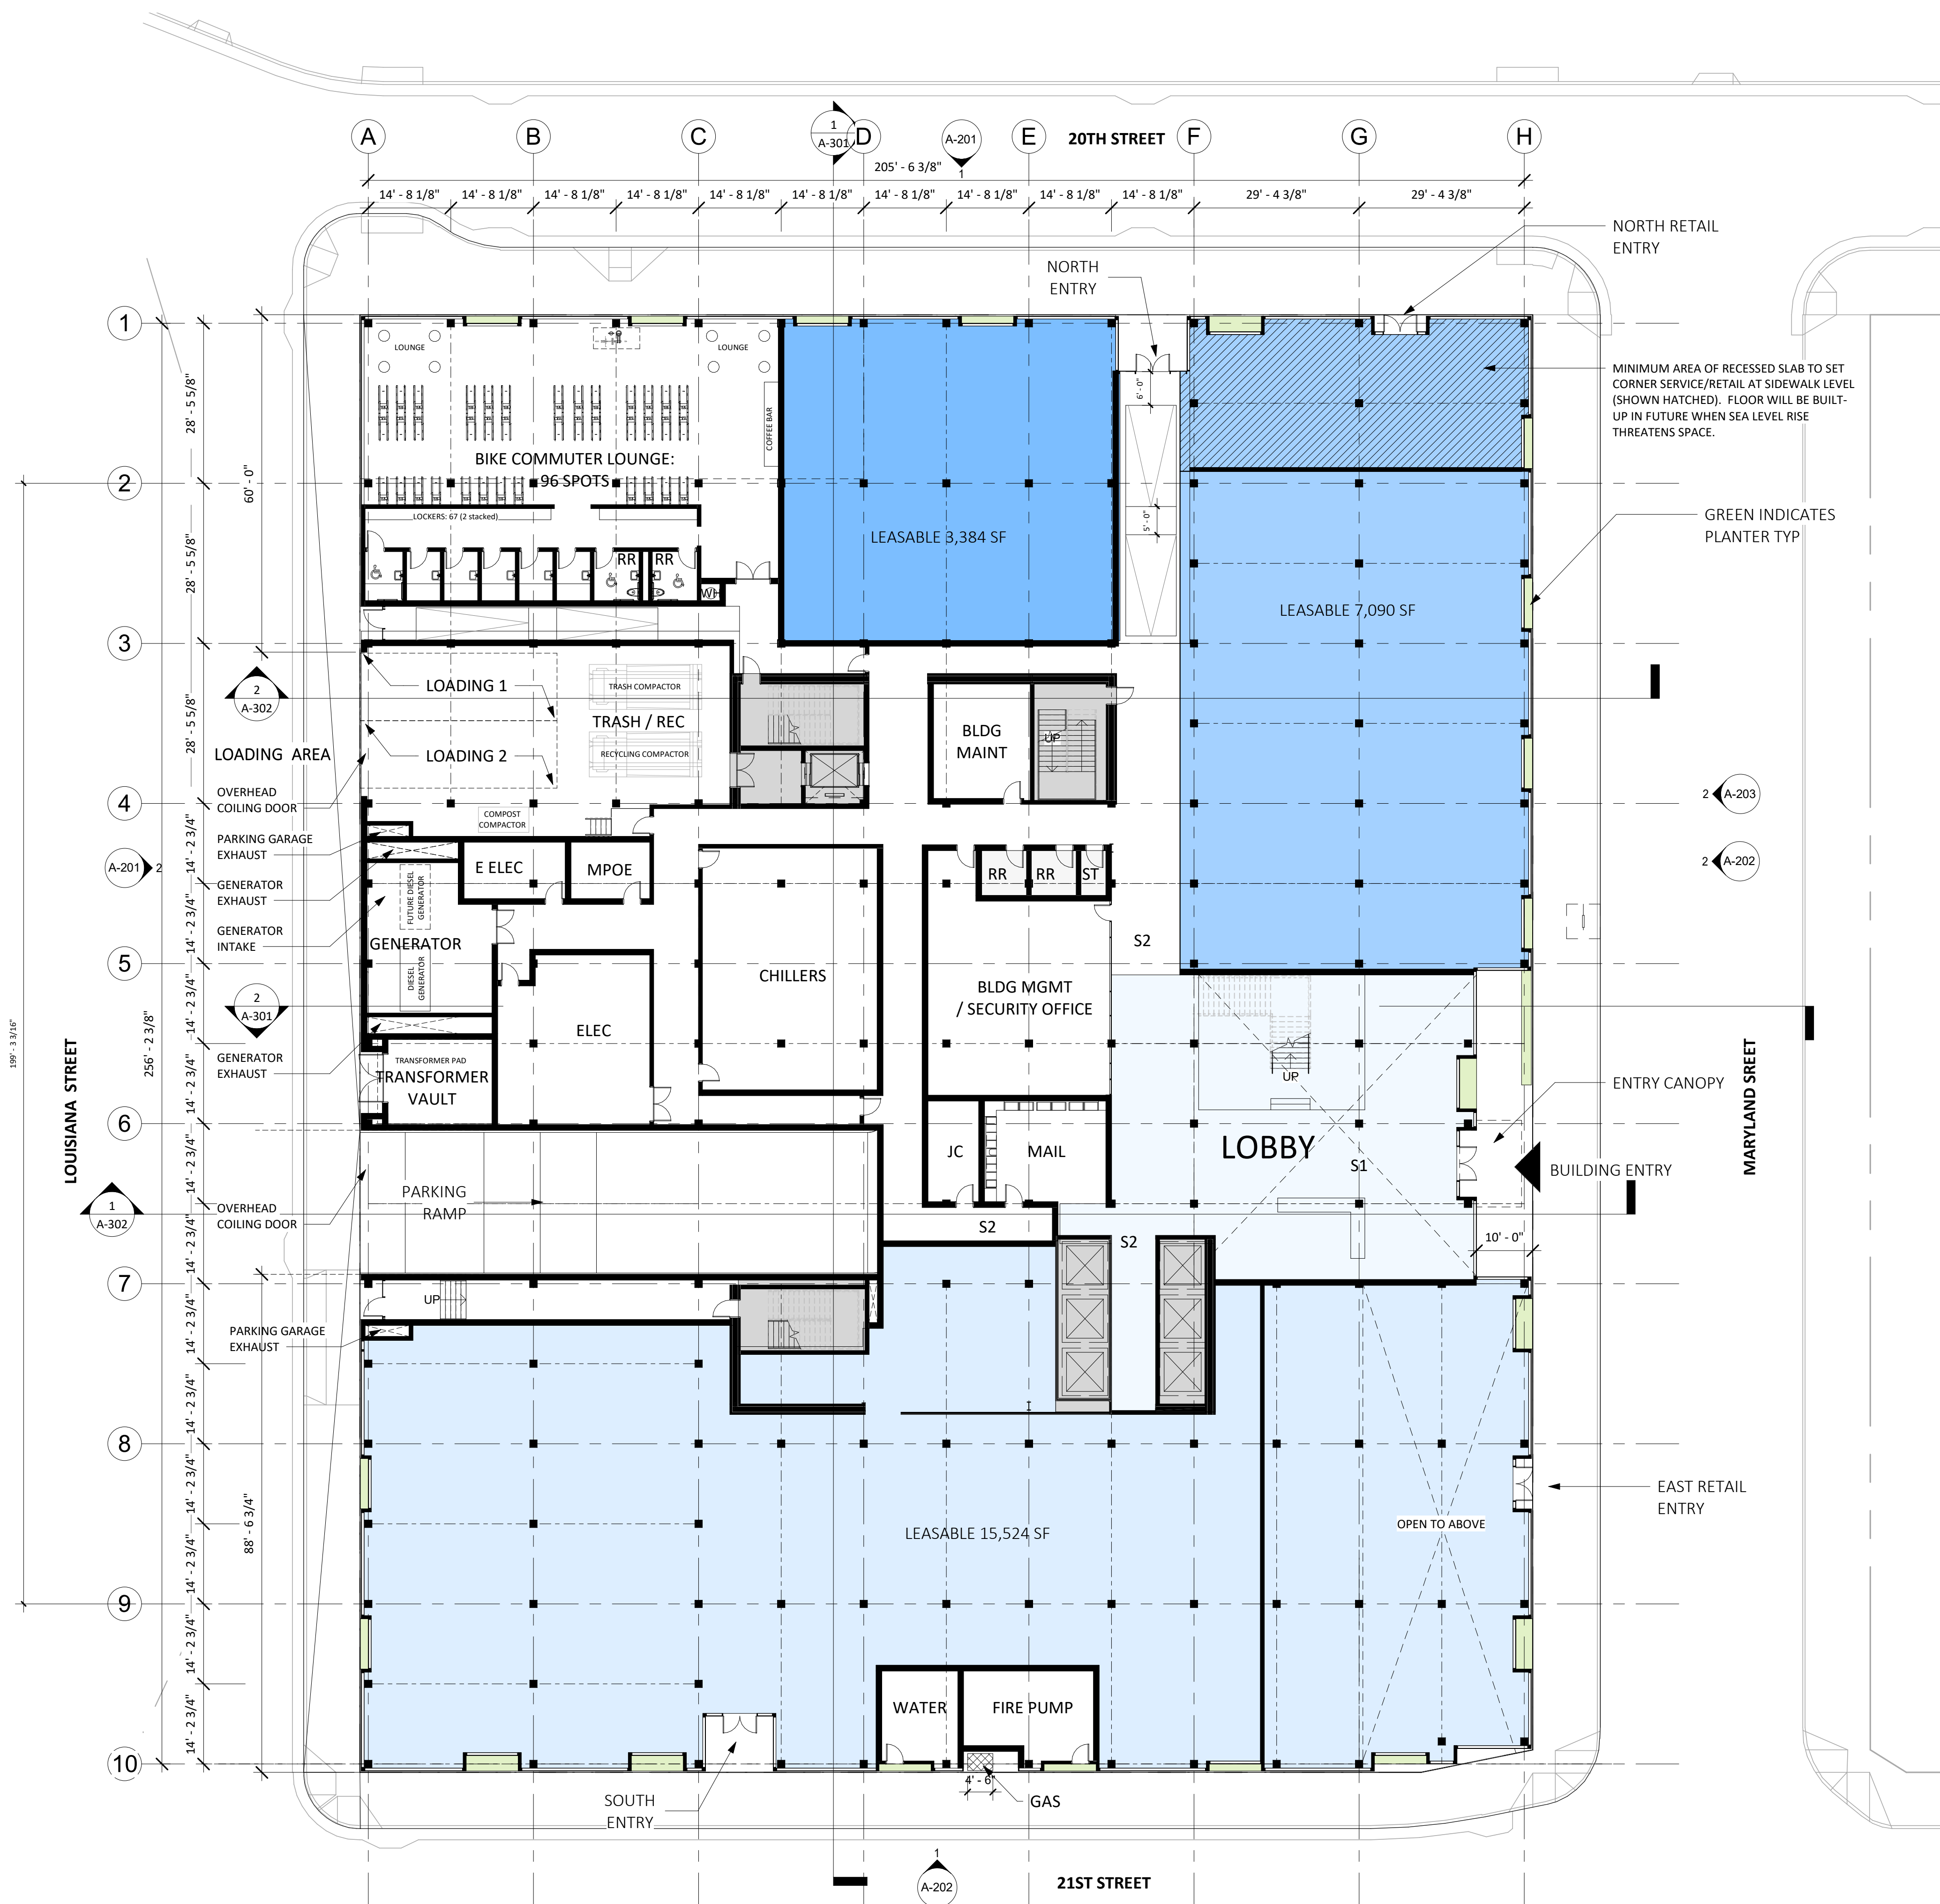 A
B
C
1
A-301
D
A-201
1
E
20TH STREET
F
G
H
205' - 6 3/8"
14' - 8 1/8"
14' - 8 1/8"
14' - 8 1/8"
14' - 8 1/8"
14' - 8 1/8"
14' - 8 1/8"
14' - 8 1/8"
14' - 8 1/8"
14' - 8 1/8"
14' - 8 1/8"
29' - 4 3/8"
29' - 4 3/8"
NORTH RETAIL
ENTRY
NORTH
ENTRY
1
2
3
4
5
6
7
8
9
10
28' - 5 5/8"
28' - 5 5/8"
28' - 5 5/8"
14' - 2 3/4"
14' - 2 3/4"
14' - 2 3/4"
14' - 2 3/4"
14' - 2 3/4"
14' - 2 3/4"
14' - 2 3/4"
14' - 2 3/4"
14' - 2 3/4"
14' - 2 3/4"
14' - 2 3/4"
14' - 2 3/4"
60' - 0"
256' - 2 3/8"
199' - 3 3/16"
88' - 6 3/4"
LOUISIANA STREET
LOUNGE
LOUNGE
COFFEE BAR
BIKE COMMUTER LOUNGE:
96 SPOTS
LOCKERS: 67 (2 stacked)
RR
RR
WH
LEASABLE 3,384 SF
6' - 0"
5' - 0"
MINIMUM AREA OF RECESSED SLAB TO SET
CORNER SERVICE/RETAIL AT SIDEWALK LEVEL
(SHOWN HATCHED). FLOOR WILL BE BUILT-
UP IN FUTURE WHEN SEA LEVEL RISE
THREATENS SPACE.
GREEN INDICATES
PLANTER TYP
LEASABLE 7,090 SF
2
A-302
LOADING 1
LOADING 2
TRASH COMPACTOR
TRASH / REC
RECYCLING COMPACTOR
LOADING AREA
OVERHEAD
COILING DOOR
COMPOST
COMPACTOR
BLDG
MAINT
UP
2
A-203
2
A-202
A-201
2
PARKING GARAGE
EXHAUST
GENERATOR
EXHAUST
GENERATOR
INTAKE
FUTURE DIESEL
GENERATOR
GENERATOR
DIESEL
GENERATOR
E ELEC
MPOE
RR
RR
ST
S2
CHILLERS
BLDG MGMT
/ SECURITY OFFICE
2
A-301
ELEC
GENERATOR
EXHAUST
TRANSFORMER PAD
TRANSFORMER
VAULT
UP
ENTRY CANOPY
MARYLAND SREET
JC
MAIL
LOBBY
S1
BUILDING ENTRY
1
A-302
PARKING
RAMP
OVERHEAD
COILING DOOR
S2
S2
10' - 0"
UP
PARKING GARAGE
EXHAUST
EAST RETAIL
ENTRY
OPEN TO ABOVE
LEASABLE 15,524 SF
WATER
FIRE PUMP
4' - 6"
GAS
SOUTH
ENTRY
1
A-202
21ST STREET